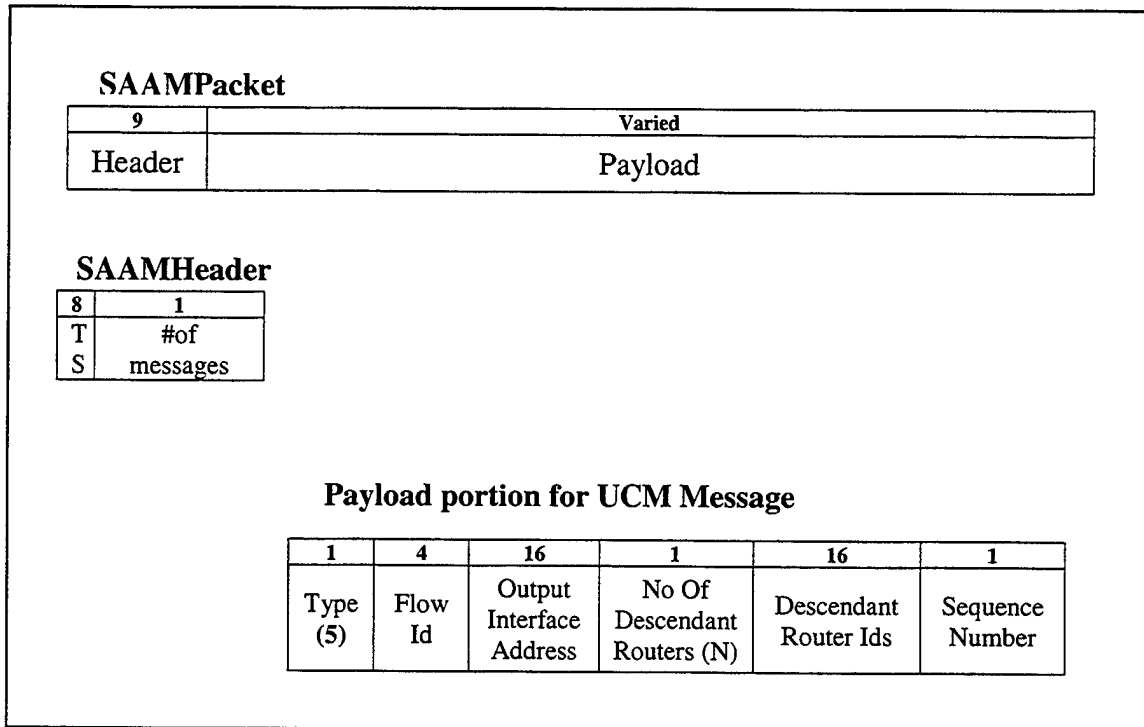 SAAMPacket
9 Varied
Header Payload
SAAMHeader
8 1
T #of
S messages
Payload portion for UCM Message
1 4 16 1 16 1
Type Flow Output No Of Descendant Sequence
(5) Id Interface Descendant Router Ids Number
Address Routers (N)